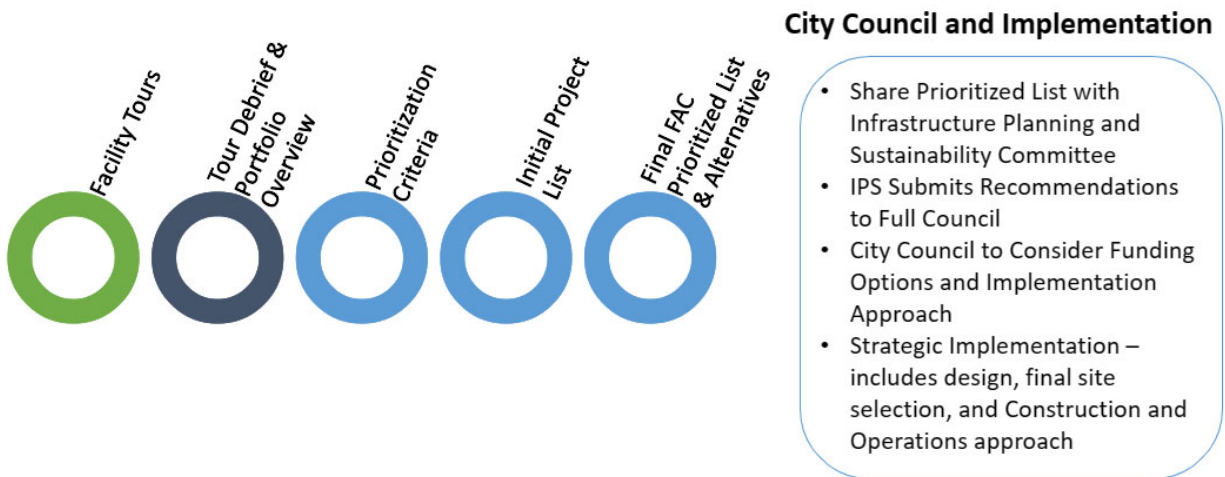 Facility Tours
Tour Debrief &
Portfolio
Overview
Prioritization
Criteria
Initial Project
List
Final FAC
Prioritized List
& Alternatives
City Council and Implementation
• Share Prioritized List with
Infrastructure Planning and
Sustainability Committee
• IPS Submits Recommendations
to Full Council
• City Council to Consider Funding
Options and Implementation
Approach
• Strategic Implementation –
includes design, final site
selection, and Construction and
Operations approach